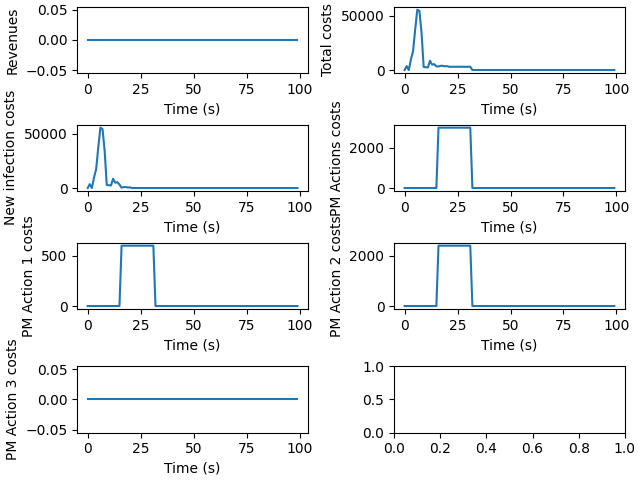 Revenues
0.05
0.00
−0.05
0 25 50 75 100
Time (s)
Total costs
50000
0
0 25 50 75 100
Time (s)
New infection costs
50000
0
0 25 50 75 100
Time (s)
PM Actions costs
2000
0
0 25 50 75 100
Time (s)
PM Action 1 costs
500
0
0 25 50 75 100
Time (s)
PM Action 2 costs
2000
0
0 25 50 75 100
Time (s)
PM Action 3 costs
0.05
0.00
−0.05
0 25 50 75 100
Time (s)
1.0
0.5
0.0
0.0 0.2 0.4 0.6 0.8 1.0